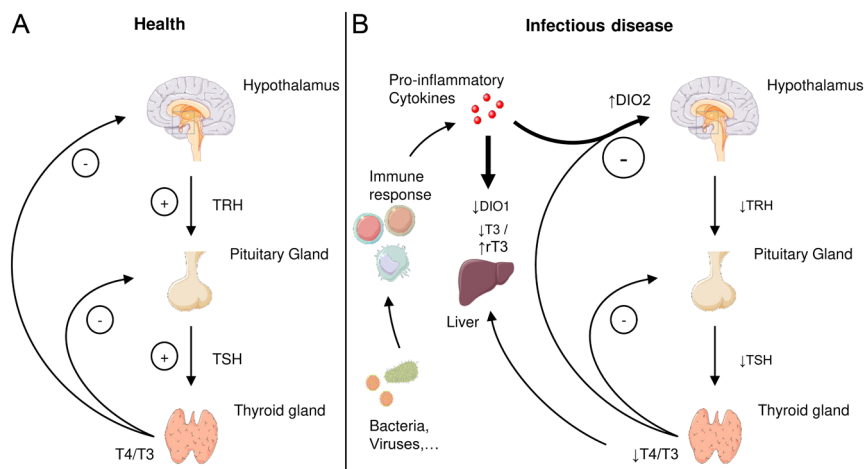 A
Health
Hypothalamus
-
+
TRH
Pituitary Gland
-
+
TSH
Thyroid gland
T4/T3
B
Infectious disease
Pro-inflammatory
Cytokines
↑DIO2
Hypothalamus
-
Immune
response
↓DIO1
↓T3 /
↑rT3
↓TRH
Pituitary Gland
-
Liver
↓TSH
Bacteria,
Viruses,...
Thyroid gland
↓T4/T3